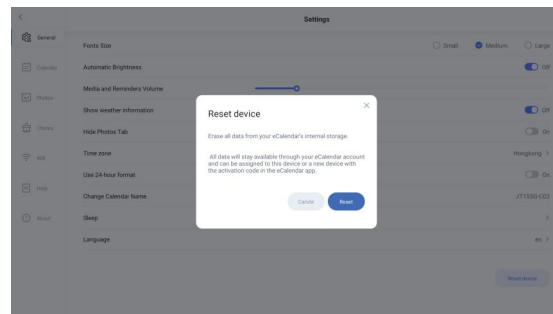 Settings
General
Fonts Size
Small
Medium
Large
Calendar
Automatic Brightness
Off
Media and Reminders Volume
Photos
Show weather information
Off
Chores
Hide Photos Tab
On
Wifi
Time zone
Hongkong
Use 24-hour format
On
Help
Change Calendar Name
JT1550-C03
About
Sleep
Language
en
Reset device
Reset device
Erase all data from your eCalendar's internal storage.
All data will stay available through your eCalendar account
and can be assigned to this device or a new device with
the activation code in the eCalendar app.
Reset